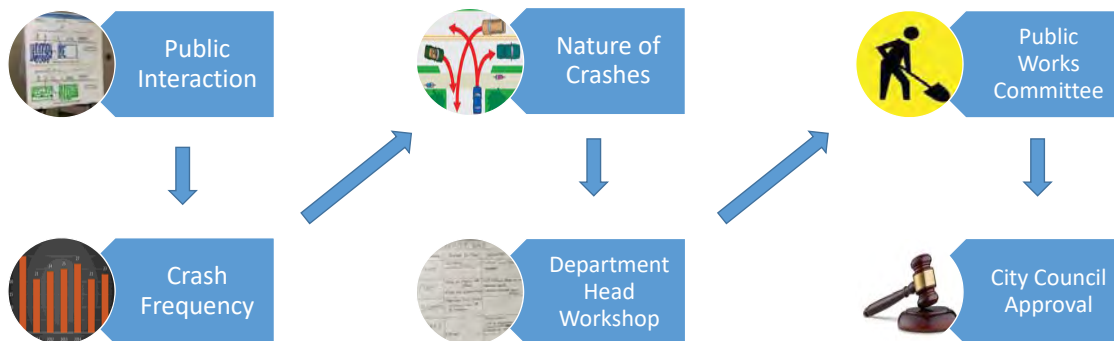 Public
Interaction
Crash
Frequency
Nature of
Crashes
Department
Head
Workshop
Public
Works
Committee
City Council
Approval